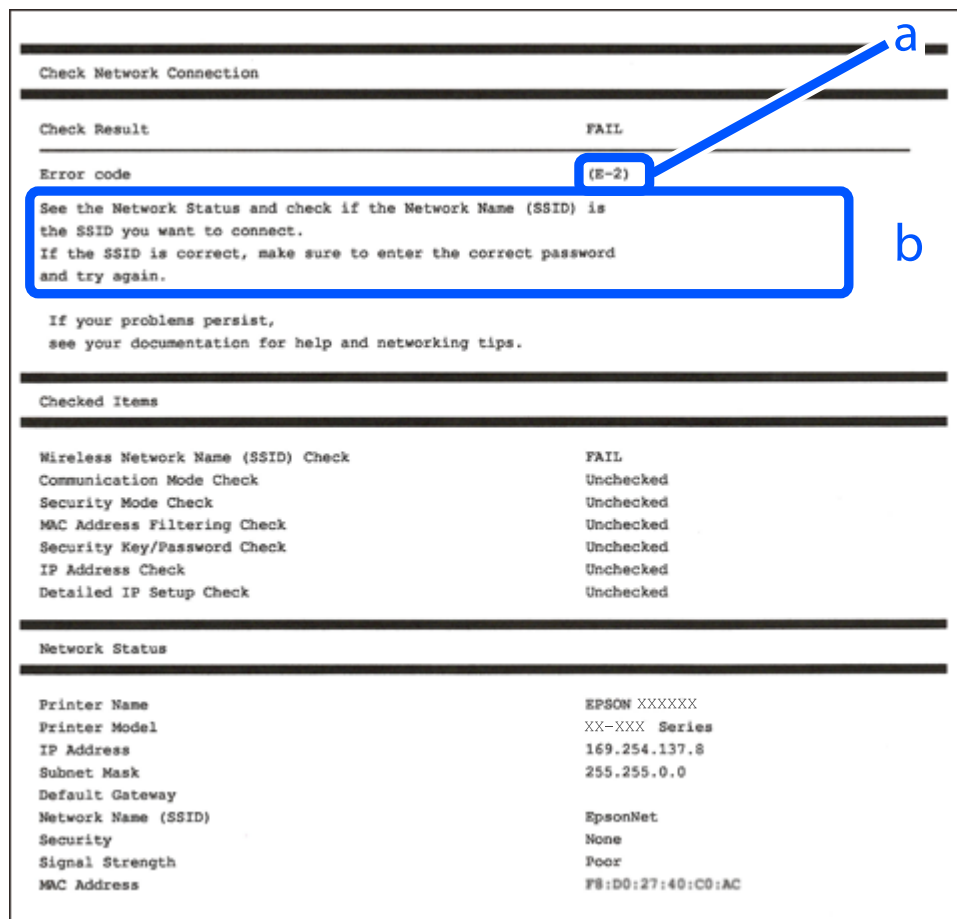 a
Check Network Connection
Check Result FAIL
Error code (E-2)
See the Network Status and check if the Network Name (SSID) is
the SSID you want to connect.
If the SSID is correct, make sure to enter the correct password
and try again.
b
If your problems persist,
see your documentation for help and networking tips.
Checked Items
Wireless Network Name (SSID) Check FAIL
Communication Mode Check Unchecked
Security Mode Check Unchecked
MAC Address Filtering Check Unchecked
Security Key/Password Check Unchecked
IP Address Check Unchecked
Detailed IP Setup Check Unchecked
Network Status
Printer Name EPSON XXXXXX
Printer Model XX-XXX Series
IP Address 169.254.137.8
Subnet Mask 255.255.0.0
Default Gateway
Network Name (SSID) EpsonNet
Security None
Signal Strength Poor
MAC Address F8:D0:27:40:C0:AC